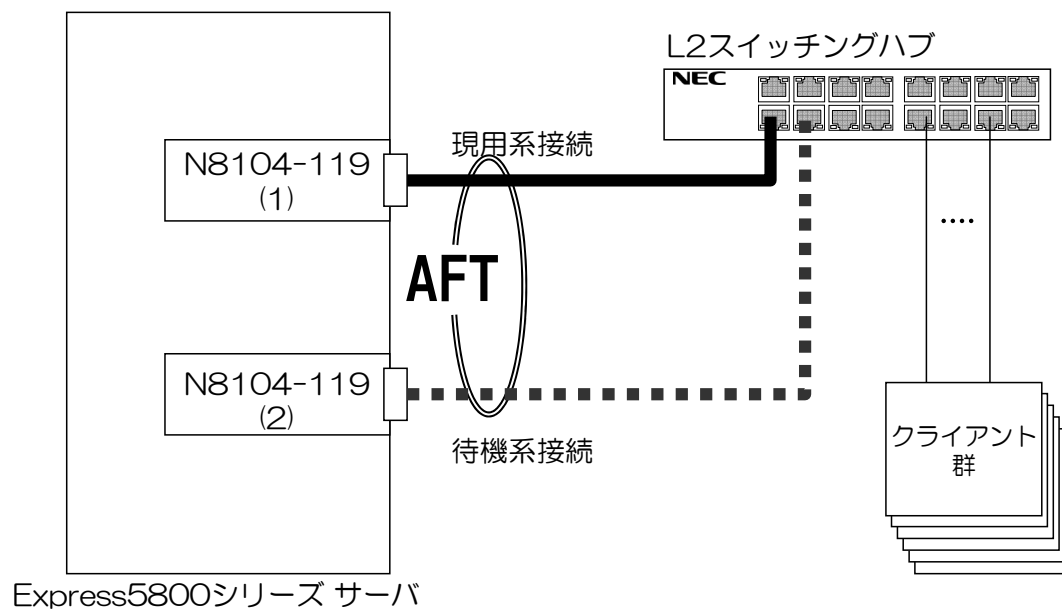 L2スイッチングハブ
NEC
現用系接続
N8104-119
(1)
AFT
N8104-119
(2)
待機系接続
....
クライアント
群
Express5800シリーズ サーバ